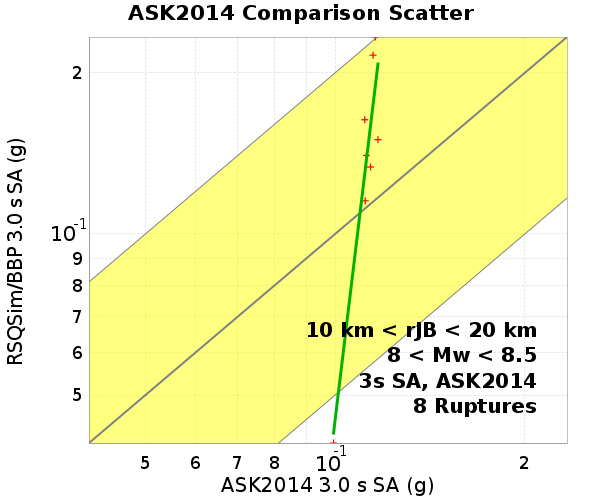 ASK2014 Comparison Scatter
RSQSim/BBP 3.0 s SA (g)
2
10-1
9
8
7
6
5
10 km < rJB < 20 km
8 < Mw < 8.5
3s SA, ASK2014
8 Ruptures
5 6 7 8 10-1 2
ASK2014 3.0 s SA (g)